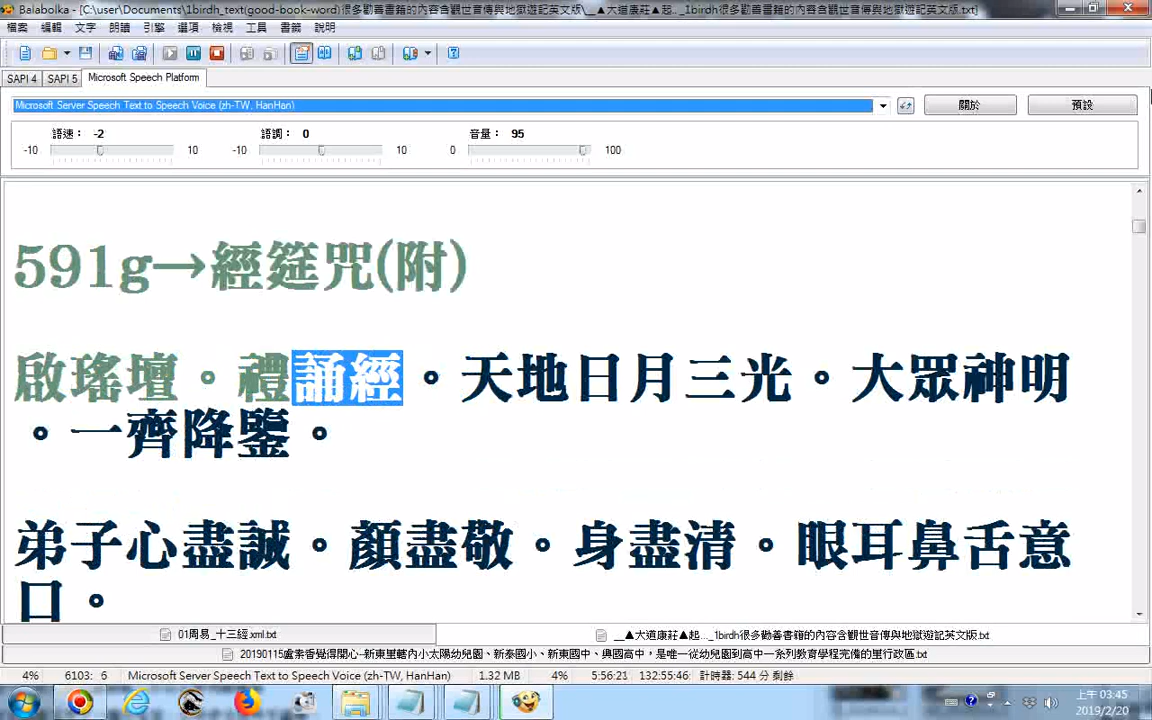 Balabolka - [C:\user\Documents\1birdh_text(good-book-word)很多勸善書籍的內容含觀世音傳與地獄遊記英文版\__▲大道康莊▲起..._1birdh很多勸善書籍的內容含觀世音傳與地獄遊記英文版.txt]
檔案 編輯 文字 朗讀 引擎 選項 檢視 工具 書籤 說明
SAPI 4 SAPI 5 Microsoft Speech Platform
Microsoft Server Speech Text to Speech Voice (zh-TW, HanHan)
關於 預設
語速： -2 語調： 0 音量： 95
-10 10 -10 10 0 100
591g→經筵咒(附)
啟瑤壇。禮誦經。天地日月三光。大眾神明
。一齊降鑒。
弟子心盡誠。顏盡敬。身盡清。眼耳鼻舌意
口。
01周易_十三經.xml.txt
__▲大道康莊▲起..._1birdh很多勸善書籍的內容含觀世音傳與地獄遊記英文版.txt
20190115盧素香覺得開心--新東里轄內小太陽幼兒園、新泰國小、新東國中、典國高中，是唯一從幼兒園到高中一系列教育學程完備的里行政區.txt
4% 6103: 6 Microsoft Server Speech Text to Speech Voice (zh-TW, HanHan) 1.32 MB 4% 5:56:21 132:55:46 計時器: 544 分 剩餘
上午 03:45
2019/2/20